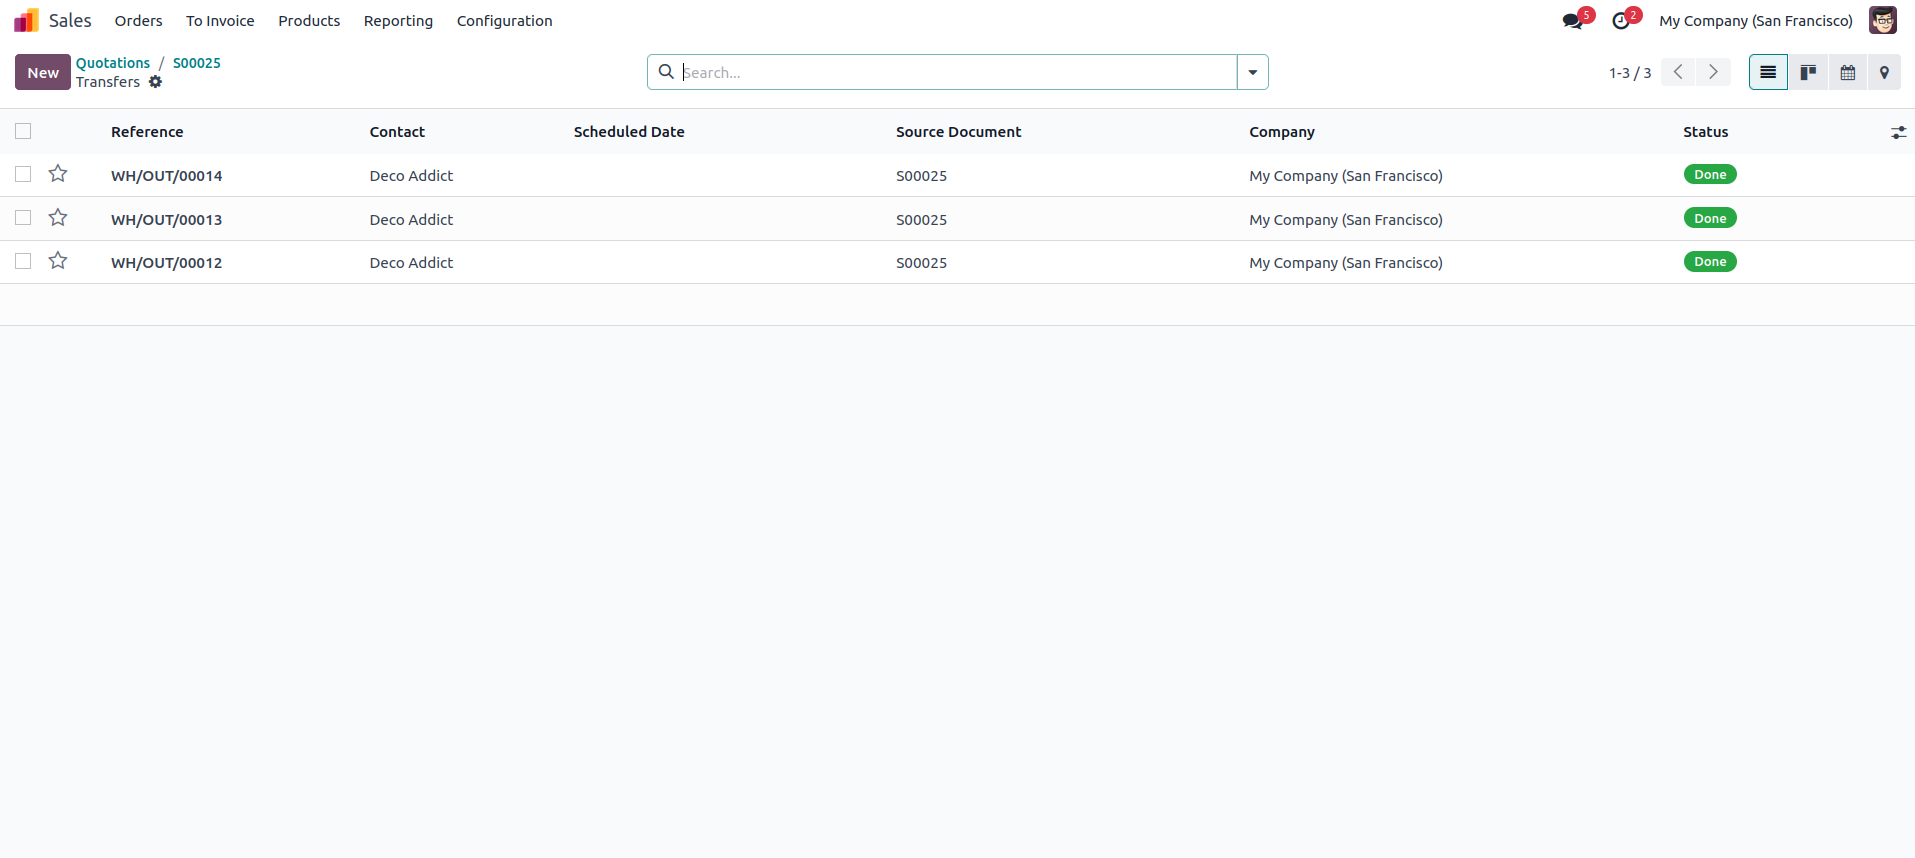 Sales Orders To Invoice Products Reporting Configuration 5 2 My Company (San Francisco)
New Quotations / S00025 Search... 1-3 / 3
Transfers
Reference Contact Scheduled Date Source Document Company Status
WH/OUT/00014 Deco Addict S00025 My Company (San Francisco) Done
WH/OUT/00013 Deco Addict S00025 My Company (San Francisco) Done
WH/OUT/00012 Deco Addict S00025 My Company (San Francisco) Done